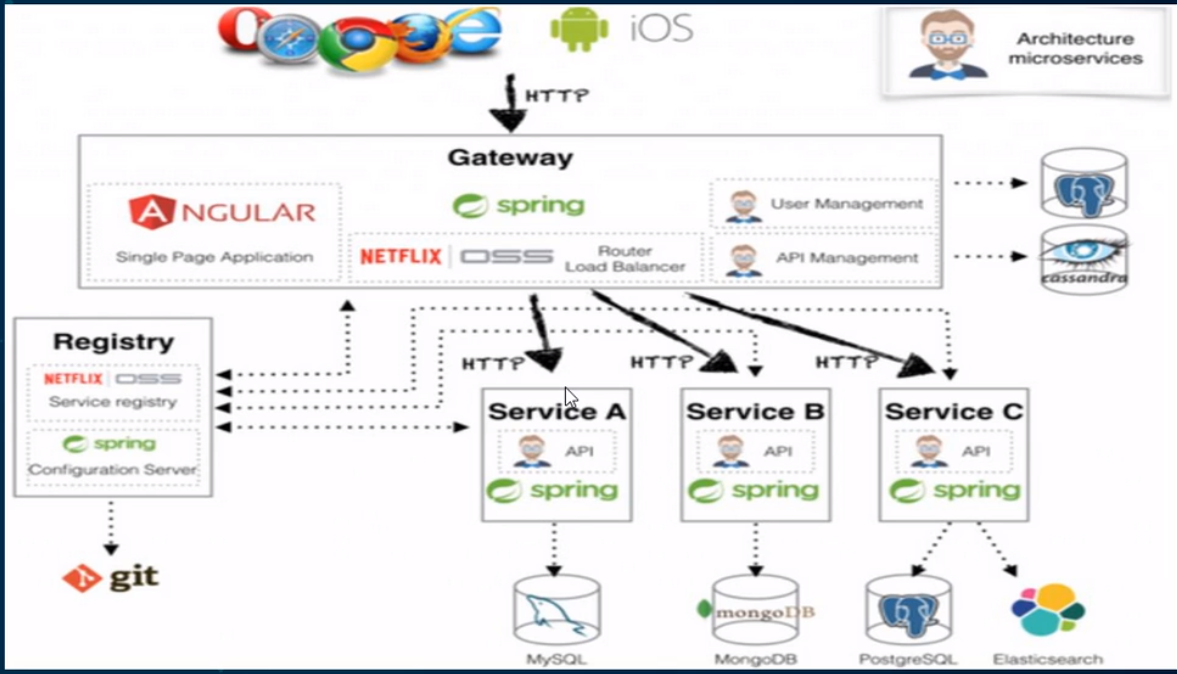 iOS
Architecture
microservices
HTTP
Gateway
ANGULAR
Single Page Application
spring
NETFLIX OSS
Router
Load Balancer
User Management
API Management
cassandra
Registry
NETFLIX OSS
Service registry
spring
Configuration Server
git
HTTP
HTTP
HTTP
Service A
API
spring
Service B
API
spring
Service C
API
spring
MySQL
mongoDB
MongoDB
PostgreSQL
Elasticsearch